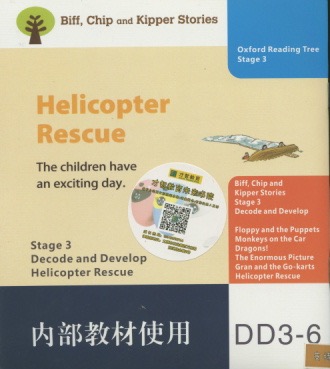 Biff, Chip and Kipper Stories
Oxford Reading Tree
Stage 3
Helicopter
Rescue
The children have
an exciting day.
Biff, Chip and
Kipper Stories
Stage 3
Decode and Develop
Floppy and the Puppets
Monkeys on the Car
Dragons!
The Enormous Picture
Gran and the Go-karts
Helicopter Rescue
Stage 3
Decode and Develop
Helicopter Rescue
内部教材使用
DD3-6